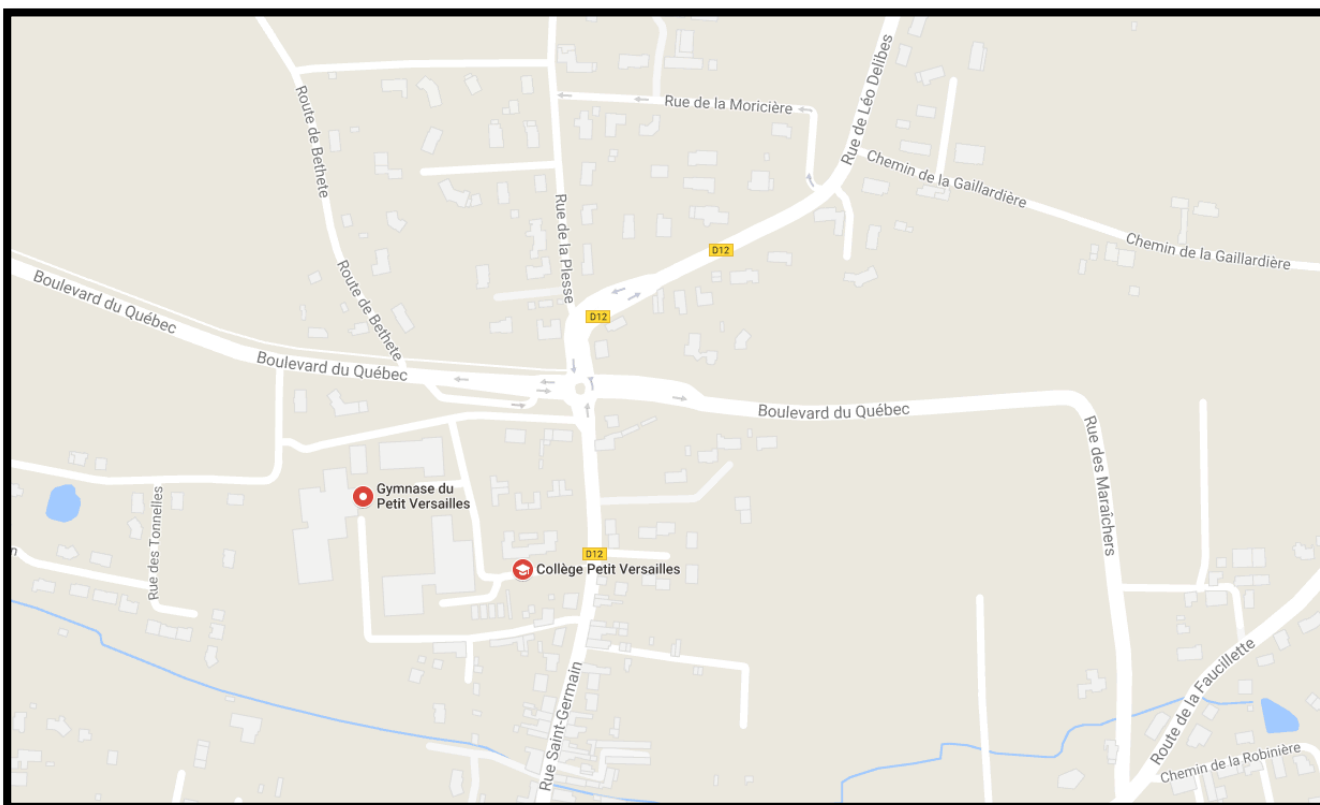 Rue de Léo Delibes
Route de Bethete
Rue de la Moricière
Chemin de la Gaillardière
Rue de la Plesse
Chemin de la Gaillardière
D12
Boulevard du Québec
Route de Bethete
D12
Boulevard du Québec
Boulevard du Québec
Rue des Maraîchers
Gymnase du
Petit Versailles
Rue des Tonnelles
n
D12
Collège Petit Versailles
Rue Saint-Germain
Route de la Faucillette
Chemin de la Robinière